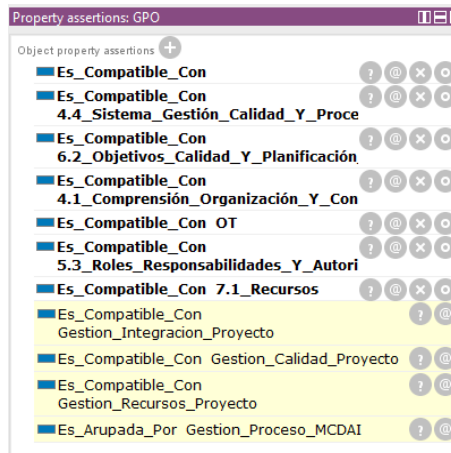 Property assertions: GPO
Object property assertions
Es_Compatible_Con
Es_Compatible_Con
4.4_Sistema_Gestión_Calidad_Y_Proce
Es_Compatible_Con
6.2_Objetivos_Calidad_Y_Planificación_
Es_Compatible_Con
4.1_Comprensión_Organización_Y_Con
Es_Compatible_Con OT
Es_Compatible_Con
5.3_Roles_Responsabilidades_Y_Autori
Es_Compatible_Con 7.1_Recursos
Es_Compatible_Con
Gestion_Integracion_Proyecto
Es_Compatible_Con Gestion_Calidad_Proyecto
Es_Compatible_Con
Gestion_Recursos_Proyecto
Es_Arupada_Por Gestion_Proceso_MCDAI